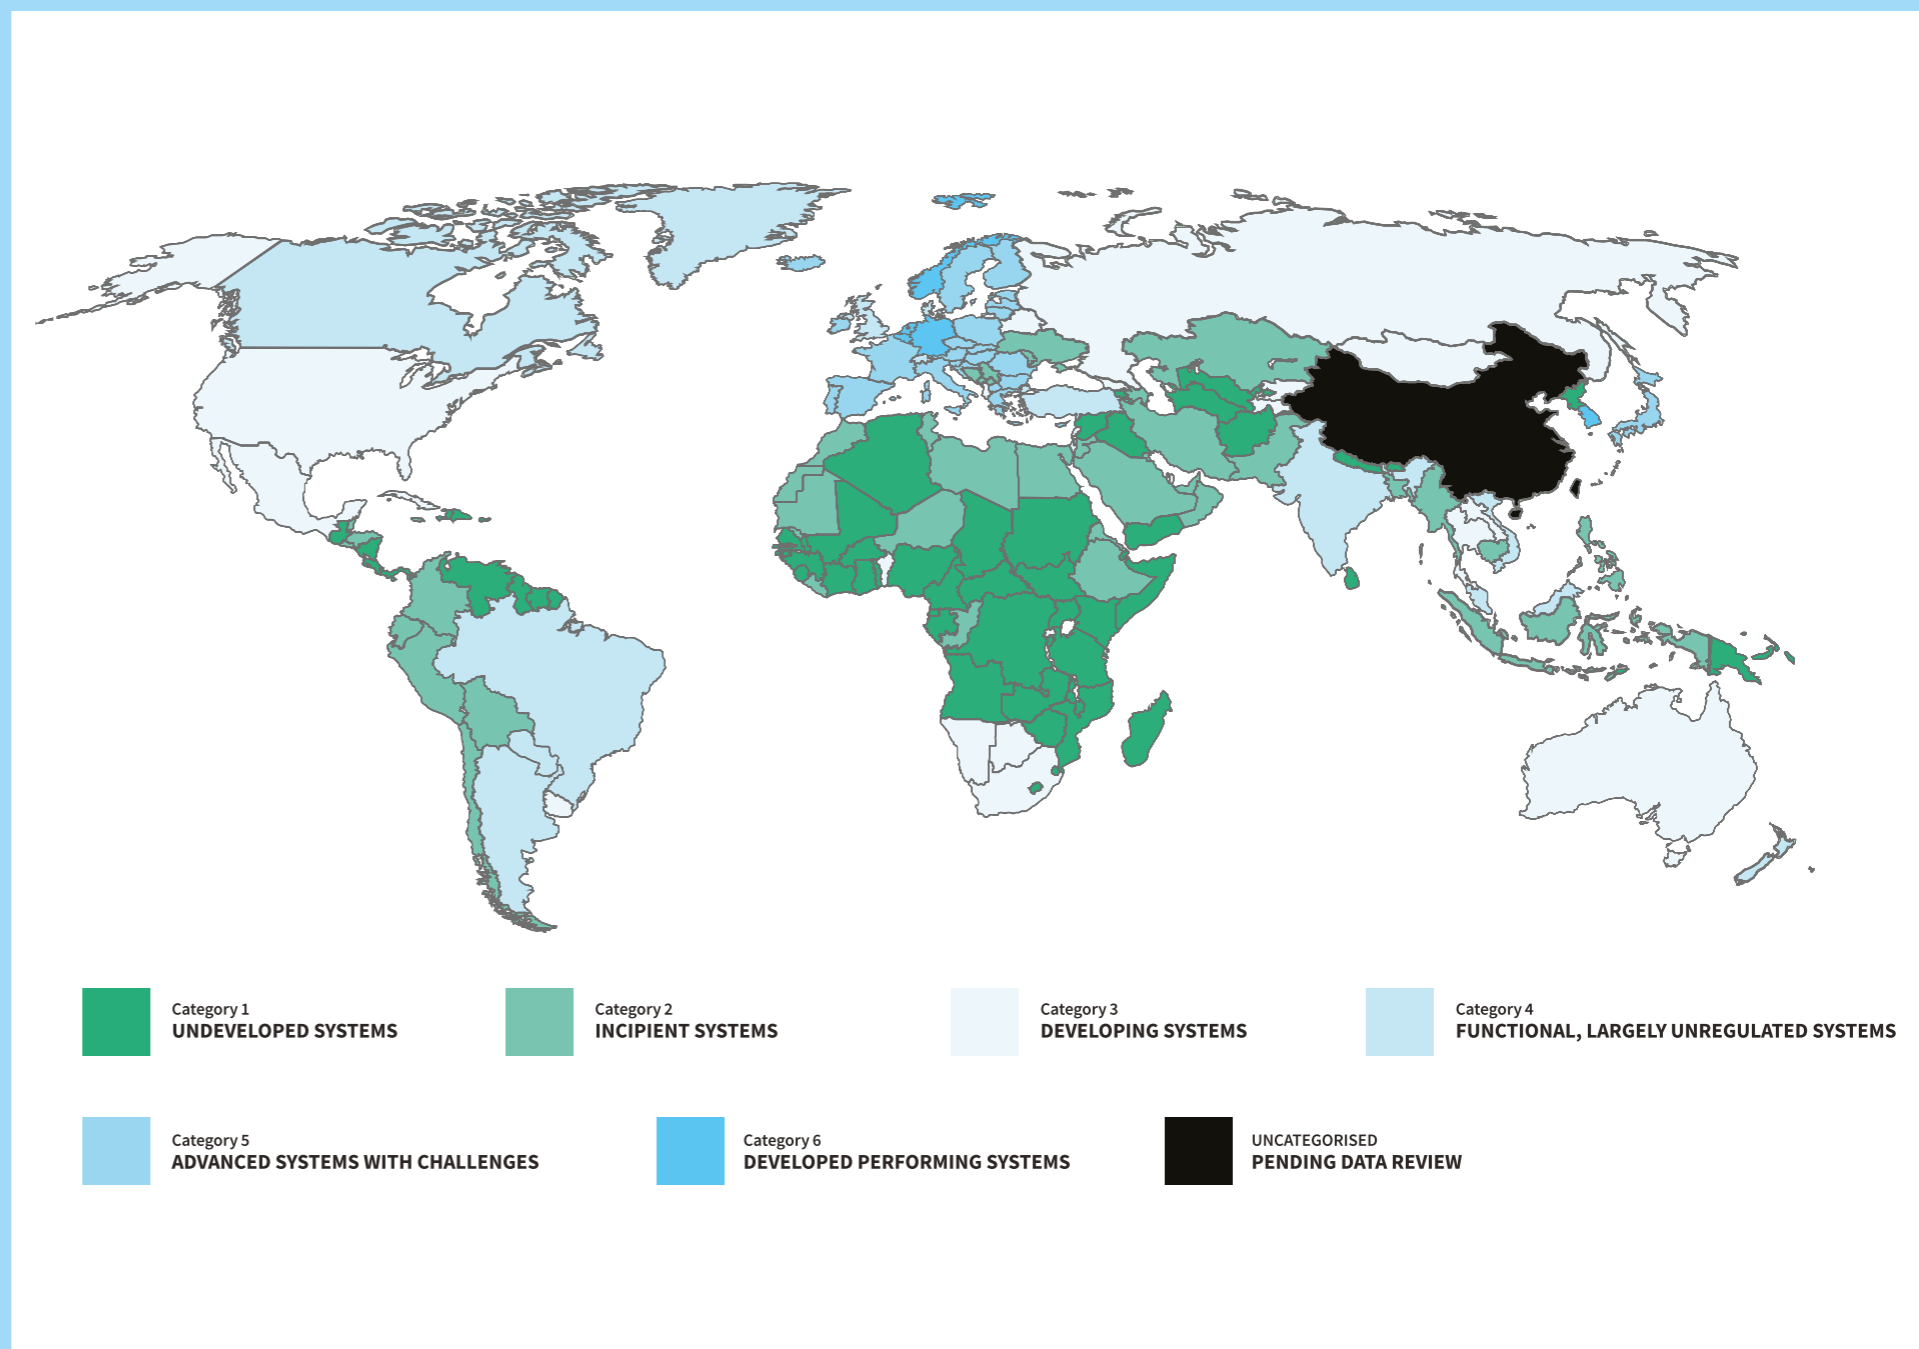 Category 1
UNDEVELOPED SYSTEMS
Category 2
INCIPIENT SYSTEMS
Category 3
DEVELOPING SYSTEMS
Category 4
FUNCTIONAL, LARGELY UNREGULATED SYSTEMS
Category 5
ADVANCED SYSTEMS WITH CHALLENGES
Category 6
DEVELOPED PERFORMING SYSTEMS
UNCATEGORISED
PENDING DATA REVIEW